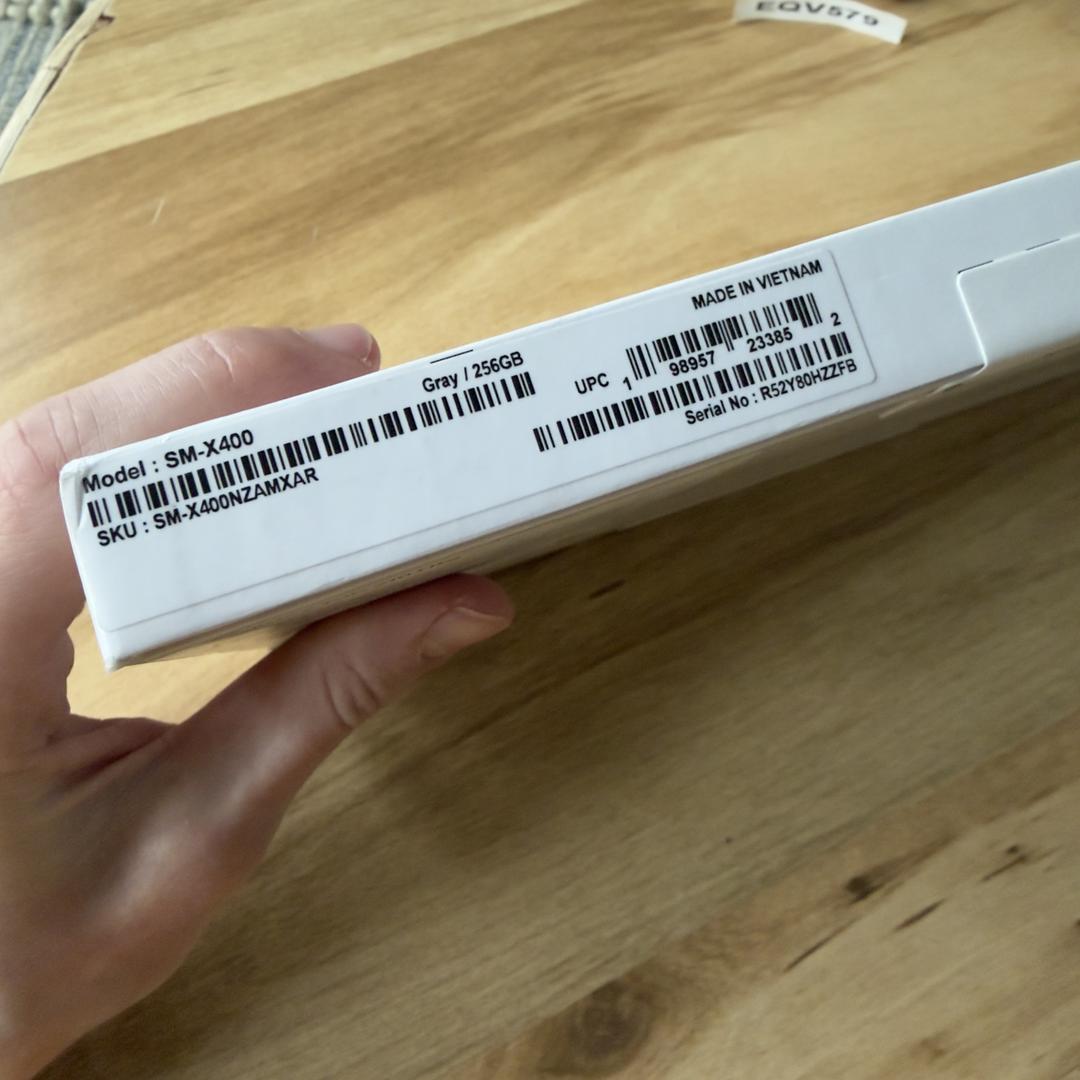 EQV579
Model : SM-X400
Gray / 256GB
SKU : SM-X400NZAMXAR
MADE IN VIETNAM
UPC 1 98957 23385 2
Serial No : R52Y80HZZFB